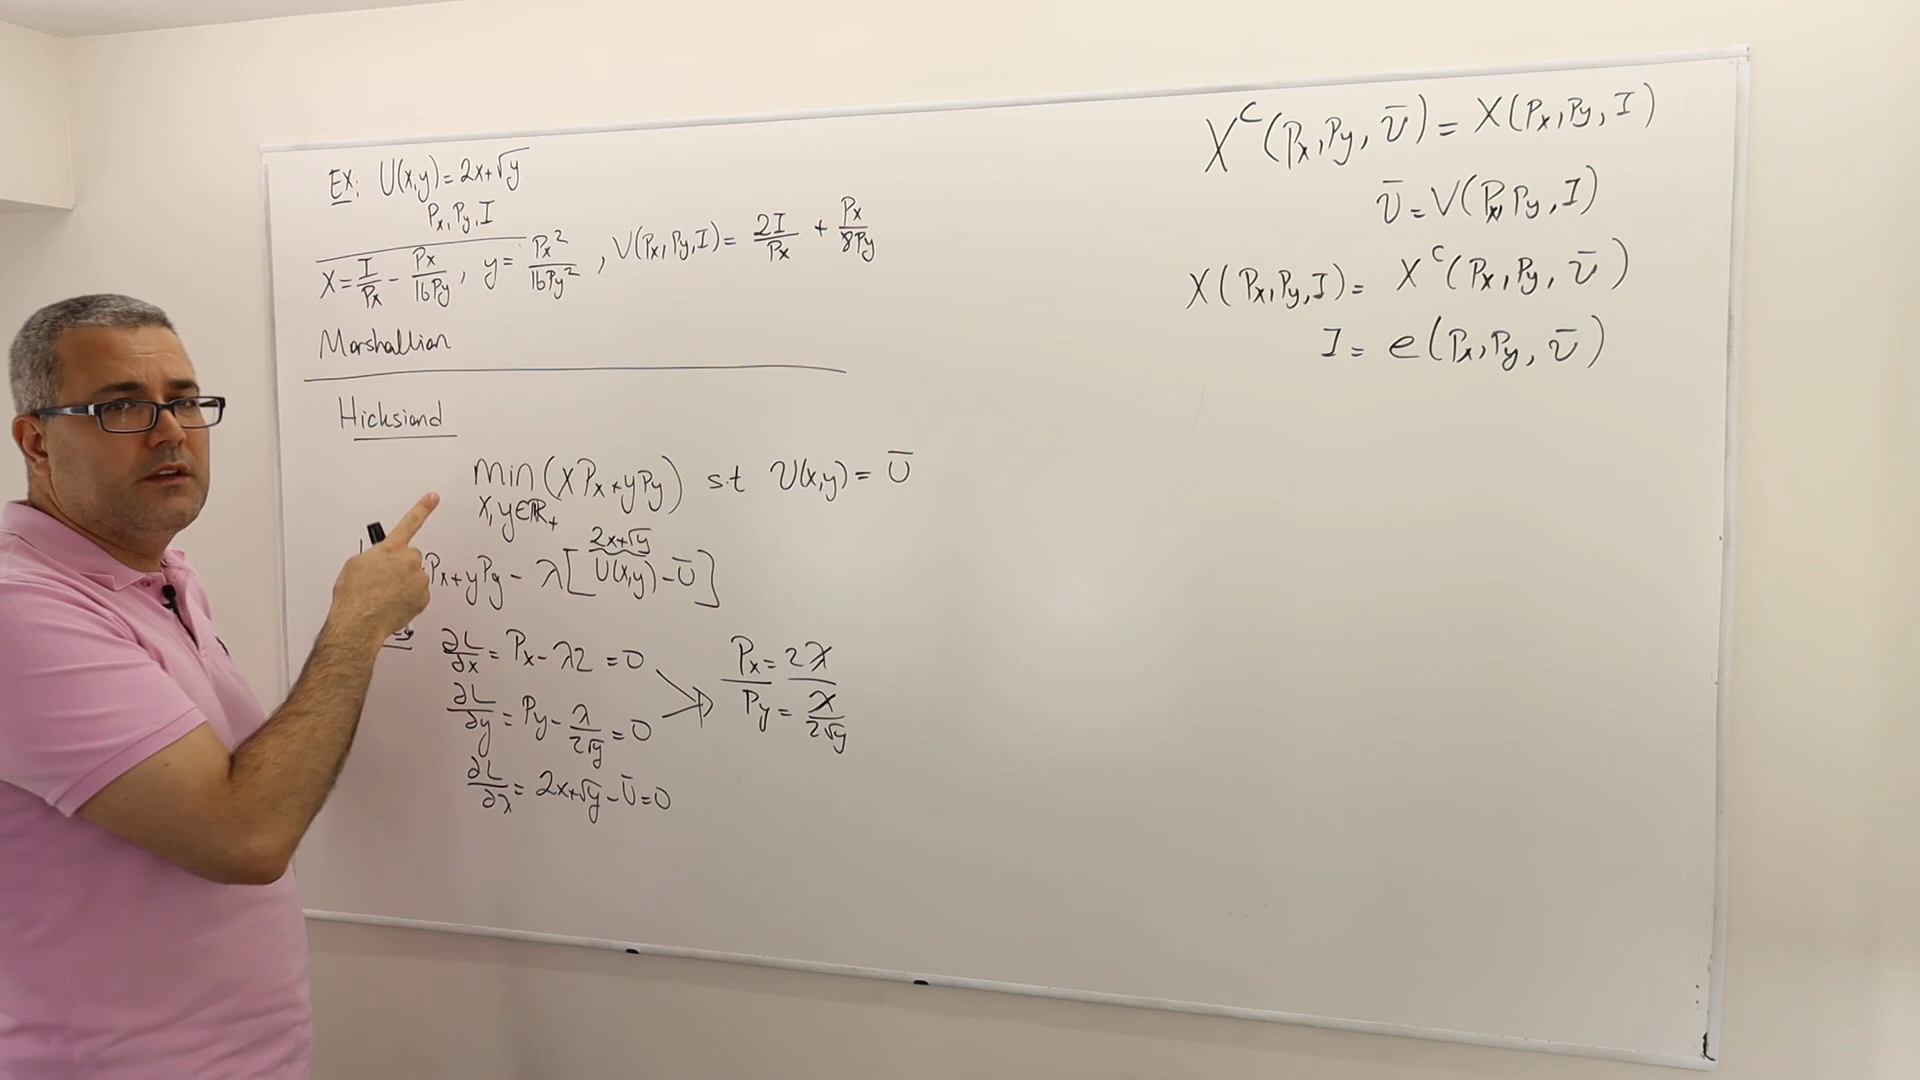 Ex: U(x,y)=2x+√y
Px, Py, I
X = I/Px - Px/16Py, y = Px²/16Py², V(Px,Py,I) = 2I/Px + Px/8Py
Marshallian
Hicksiand
min (XPx+yPy) s.t U(x,y) = Ū
X,y∈ℝ+
2x+√y
Px+yPy - λ[U(x,y) - Ū]
∂L/∂x = Px - λ2 = 0
∂L/∂y = Py - λ/2√y = 0
∂L/∂λ = 2x+√y - Ū = 0
Px = 2λ
Py = λ/2√y
Xᶜ(Px,Py,Ū) = X(Px,Py,I)
Ū = V(Px,Py,I)
X(Px,Py,I) = Xᶜ(Px,Py,Ū)
I = e(Px,Py,Ū)